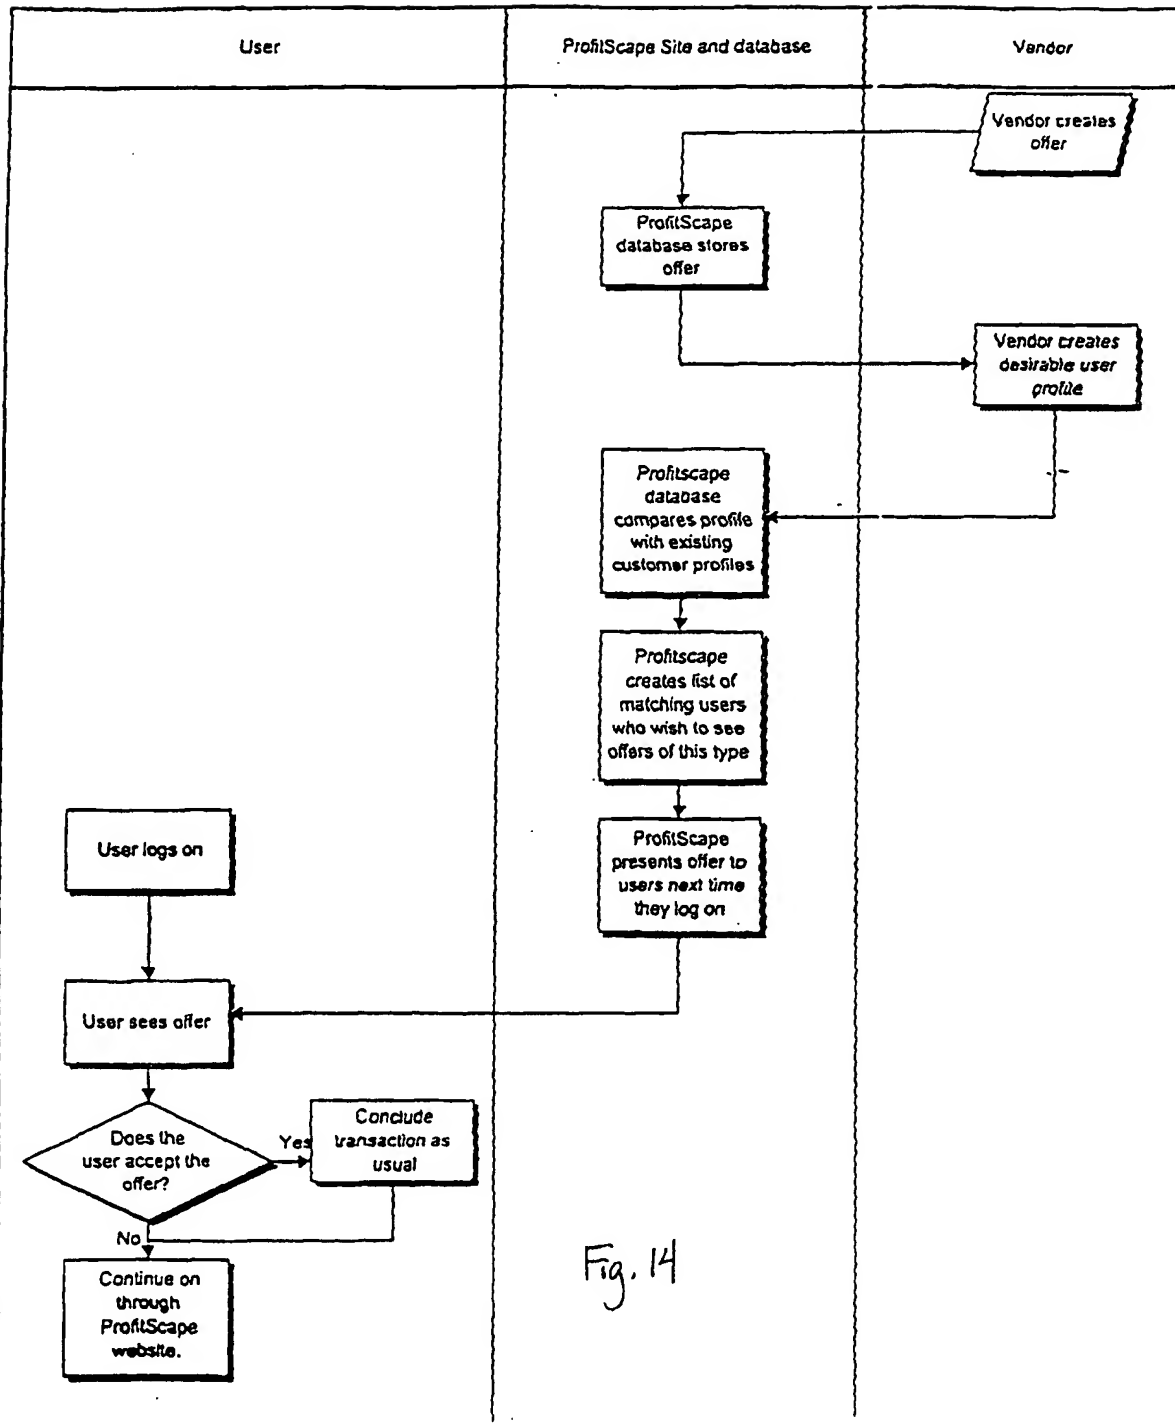 User
ProfitScape Site and database
Vendor
Vendor creates
offer
ProfitScape
database stores
offer
Vendor creates
desirable user
profile
Profitscape
database
compares profile
with existing
customer profiles
Profitscape
creates list of
matching users
who wish to see
offers of this type
ProfitScape
presents offer to
users next time
they log on
User logs on
User sees offer
Does the
user accept the
offer?
Yes
Conclude
transaction as
usual
No
Continue on
through
ProfitScape
website.
Fig. 14